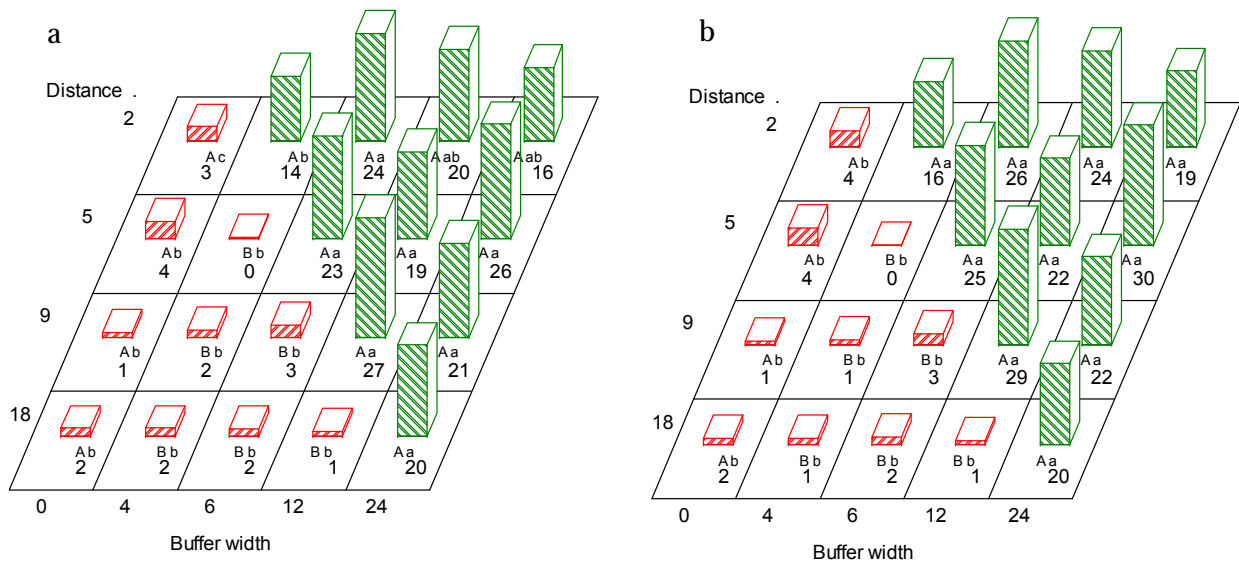 a
Distance .
2
Ac Ab Aa Aab Aab
3 14 24 20 16
5
Ab Bb Aa Aa Aa
4 0 23 19 26
9
Ab Bb Bb Aa Aa
1 2 3 27 21
18
Ab Bb Bb Bb Aa
2 2 2 1 20
0 4 6 12 24
Buffer width
b
Distance .
2
Ab Aa Aa Aa Aa
4 16 26 24 19
5
Ab Bb Aa Aa Aa
4 0 25 22 30
9
Ab Bb Bb Aa Aa
1 1 3 29 22
18
Ab Bb Bb Bb Aa
2 1 2 1 20
0 4 6 12 24
Buffer width